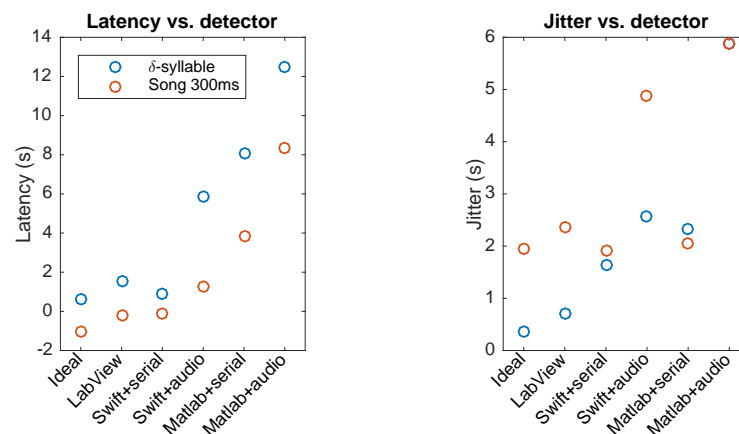 Latency vs. detector
14
12
10
8
6
4
2
0
-2
Latency (s)
δ-syllable
Song 300ms
Ideal
LabView
Swift+serial
Swift+audio
Matlab+serial
Matlab+audio
Jitter vs. detector
6
5
4
3
2
1
0
Jitter (s)
Ideal
LabView
Swift+serial
Swift+audio
Matlab+serial
Matlab+audio